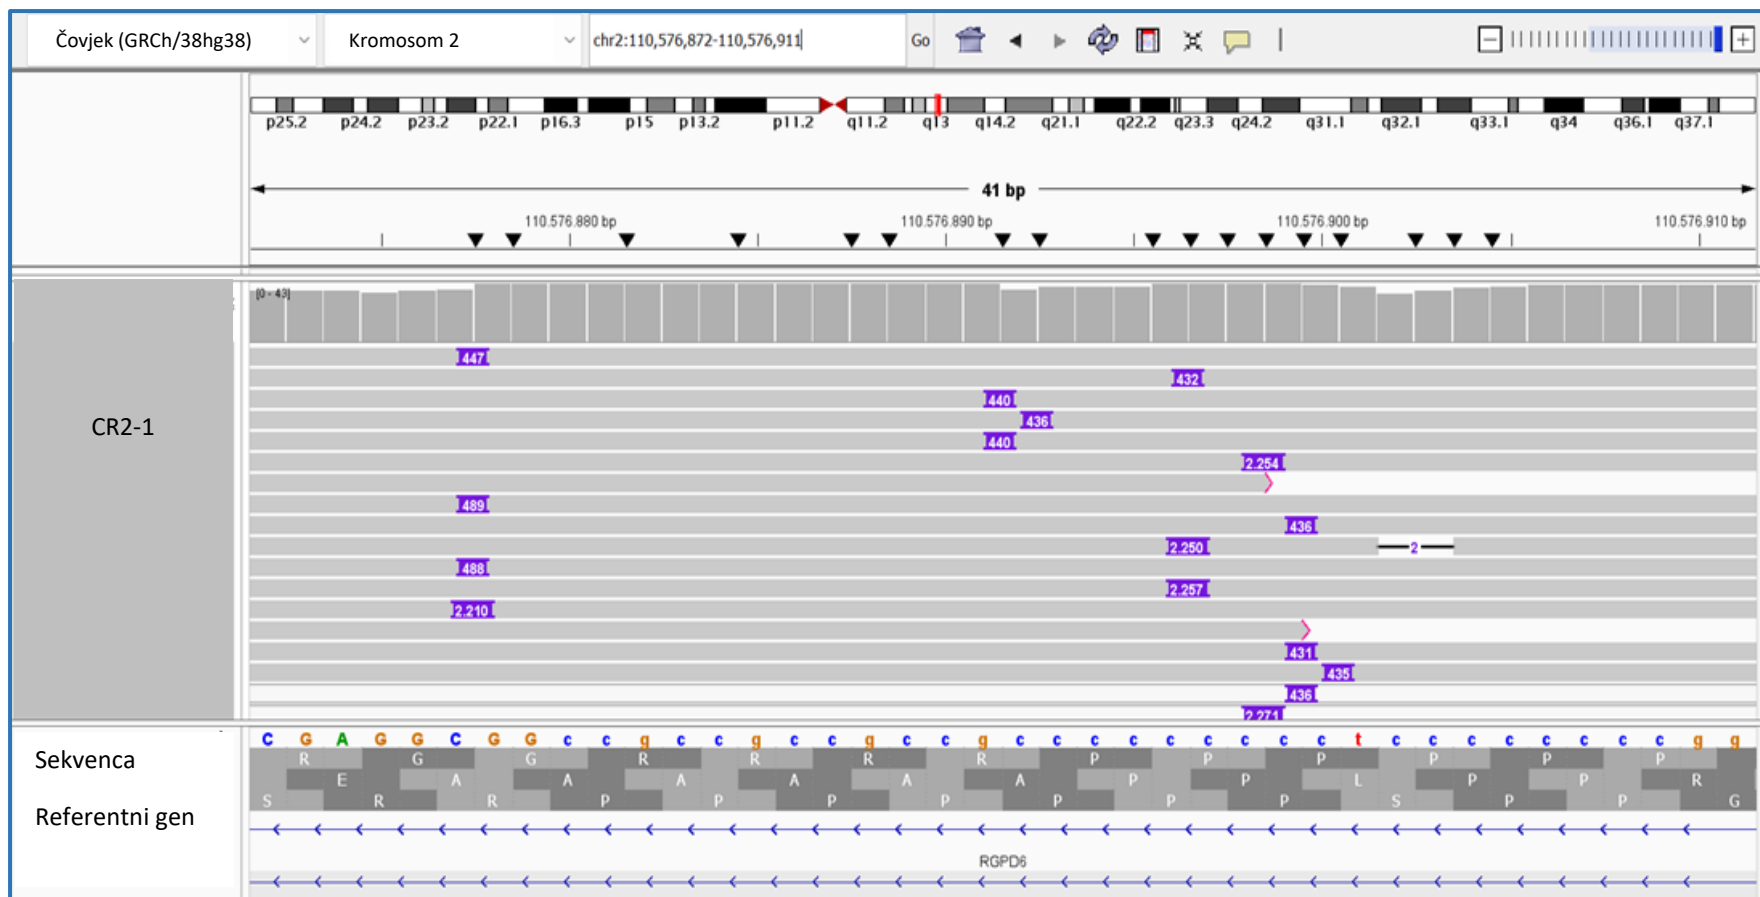 Čovjek (GRCh/38hg38) Kromosom 2 chr2:110,576,872-110,576,911 Go
p25.2 p24.2 p23.2 p22.1 p16.3 p15 p13.2 p11.2 q11.2 q13 q14.2 q21.1 q22.2 q23.3 q24.2 q31.1 q32.1 q33.1 q34 q36.1 q37.1
41 bp
110.576.880 bp 110.576.890 bp 110.576.900 bp 110.576.910 bp
[0 - 43]
447
432
440
CR2-1
436
440
2.254
489
436
2.250 2
488
2.257
2.210
431
435
436
2.271
C G A G G C G G c c g c c g c c g c c g c c c c c c c c c t c c c c c c c c g g
Sekvenca
R G G R R R R P P P P P P
E A A A A A A A P P L P P R
S R R P P P P P P P S P P G
Referentni gen
RGPD6